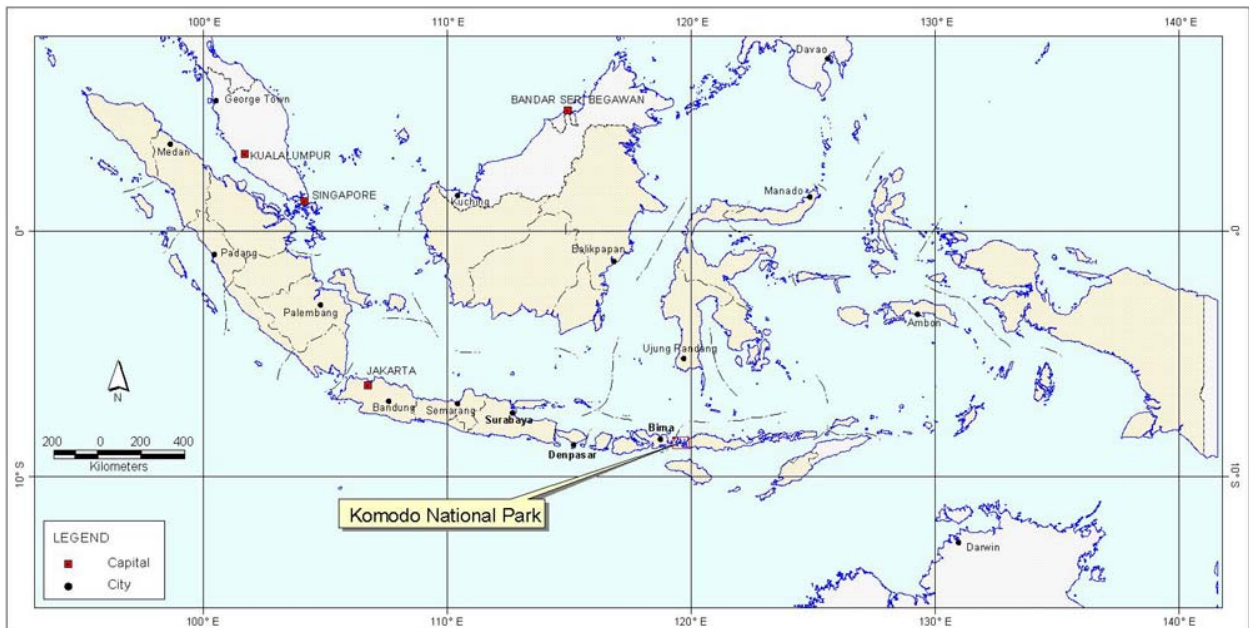 100° E
110° E
120° E
130° E
140° E
Davao
George Town
BANDAR SERI BEGAWAN
Medan
KUALALUMPUR
SINGAPORE
Kuching
Manado
0°
0°
Padang
Balikpapan
Palembang
Ambon
Ujung Pandang
JAKARTA
N
Bandung
Semarang
Surabaya
Bima
Denpasar
200 0 200 400
Kilometers
10° S
10° S
Komodo National Park
LEGEND
Capital
City
Darwin
100° E
110° E
120° E
130° E
140° E